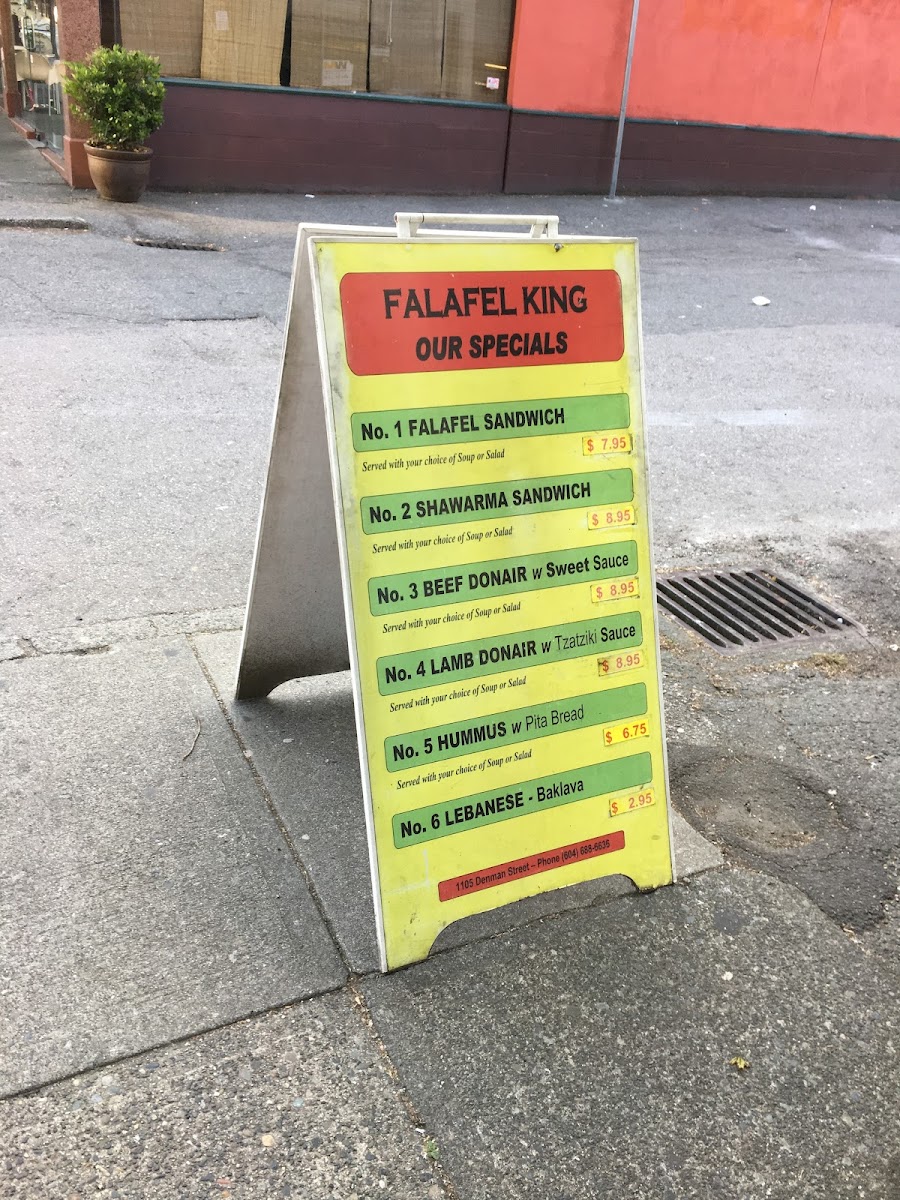 FALAFEL KING
OUR SPECIALS
No. 1 FALAFEL SANDWICH
$ 7.95
Served with your choice of Soup or Salad
No. 2 SHAWARMA SANDWICH
$ 8.95
Served with your choice of Soup or Salad
No. 3 BEEF DONAIR w Sweet Sauce
$ 8.95
Served with your choice of Soup or Salad
No. 4 LAMB DONAIR w Tzatziki Sauce
$ 8.95
Served with your choice of Soup or Salad
No. 5 HUMMUS w Pita Bread
$ 6.75
Served with your choice of Soup or Salad
No. 6 LEBANESE - Baklava
$ 2.95
1105 Denman Street – Phone (604)